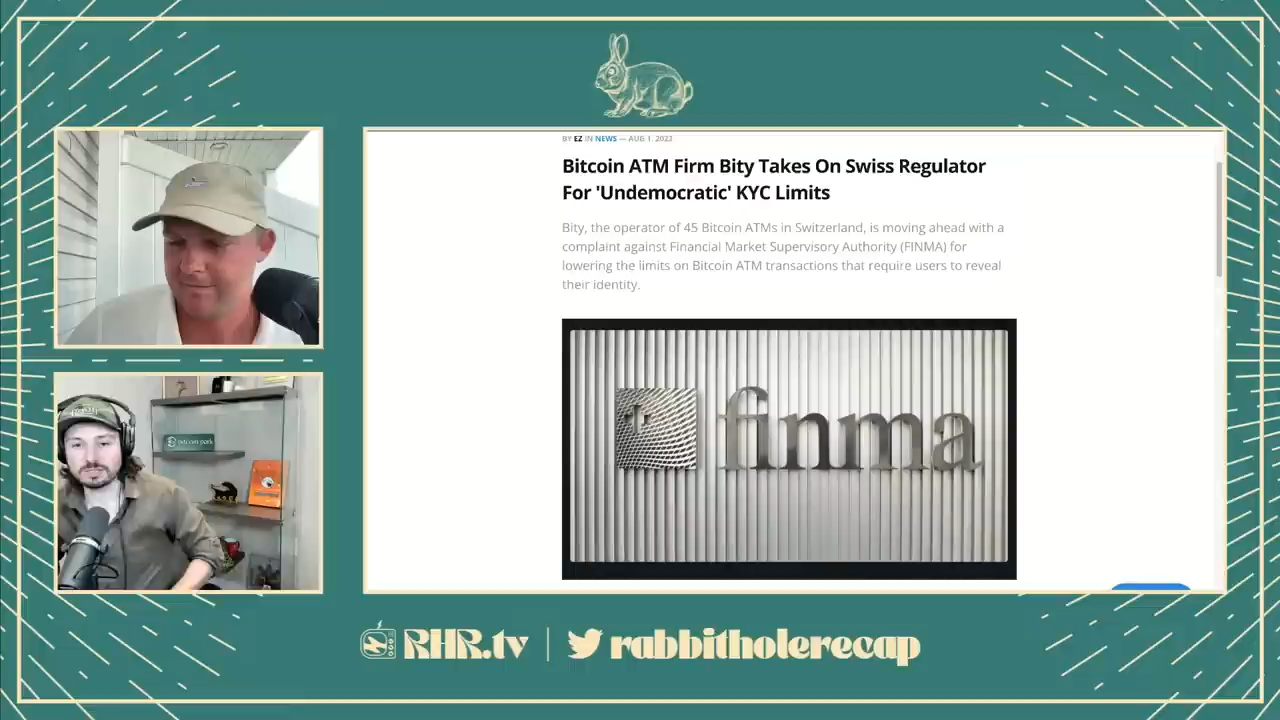 BY EZ IN NEWS — AUG 1, 2023
Bitcoin ATM Firm Bity Takes On Swiss Regulator
For 'Undemocratic' KYC Limits
Bity, the operator of 45 Bitcoin ATMs in Switzerland, is moving ahead with a
complaint against Financial Market Supervisory Authority (FINMA) for
lowering the limits on Bitcoin ATM transactions that require users to reveal
their identity.
finma
bitcoin park
RHR.tv
rabbitholerecap